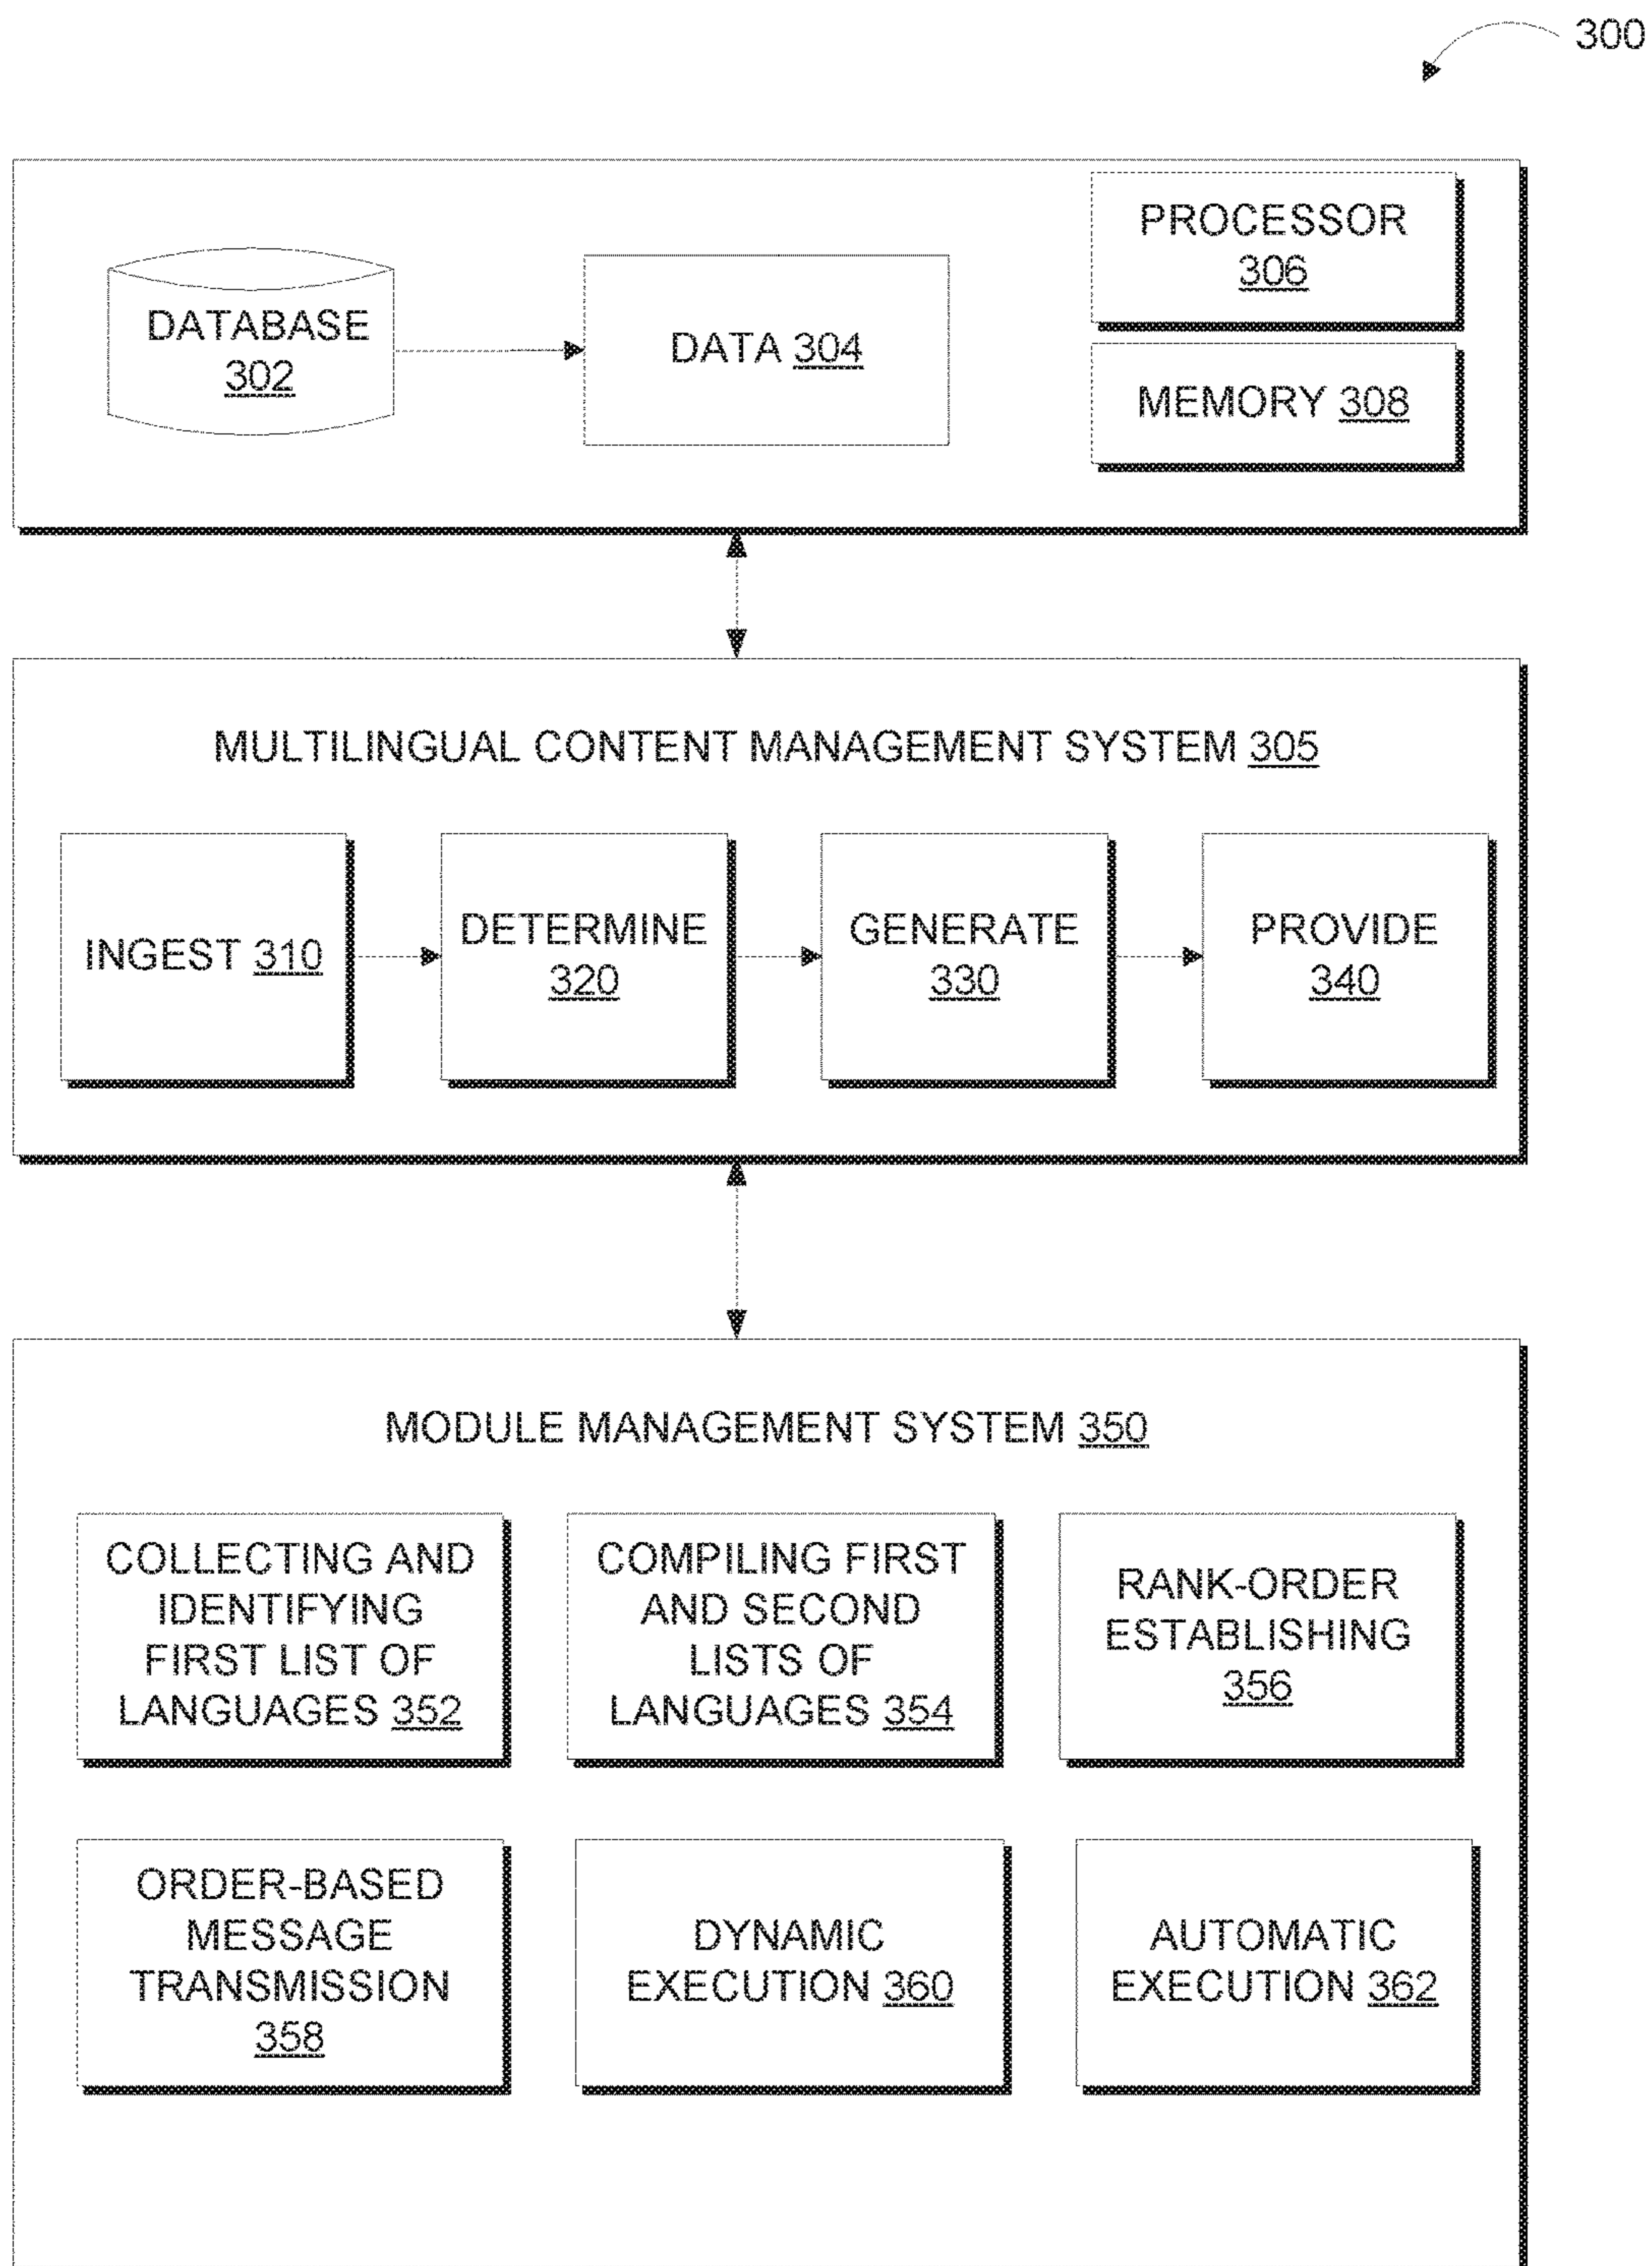 300
DATABASE
302
DATA 304
PROCESSOR
306
MEMORY 308
MULTILINGUAL CONTENT MANAGEMENT SYSTEM 305
INGEST 310
DETERMINE
320
GENERATE
330
PROVIDE
340
MODULE MANAGEMENT SYSTEM 350
COLLECTING AND
IDENTIFYING
FIRST LIST OF
LANGUAGES 352
COMPILING FIRST
AND SECOND
LISTS OF
LANGUAGES 354
RANK-ORDER
ESTABLISHING
356
ORDER-BASED
MESSAGE
TRANSMISSION
358
DYNAMIC
EXECUTION 360
AUTOMATIC
EXECUTION 362